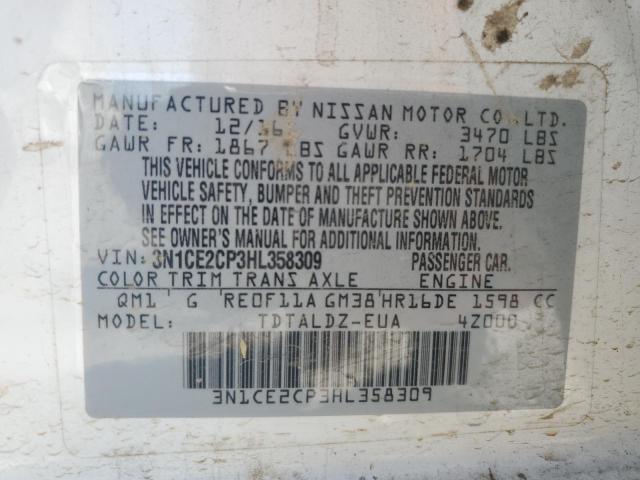 MANUFACTURED BY NISSAN MOTOR CO.,LTD.
DATE: 12/16 GVWR: 3470 LBS
GAWR FR: 1867 LBS GAWR RR: 1704 LBS
THIS VEHICLE CONFORMS TO ALL APPLICABLE FEDERAL MOTOR
VEHICLE SAFETY, BUMPER AND THEFT PREVENTION STANDARDS
IN EFFECT ON THE DATE OF MANUFACTURE SHOWN ABOVE.
SEE OWNER'S MANUAL FOR ADDITIONAL INFORMATION.
VIN: 3N1CE2CP3HL358309 PASSENGER CAR.
COLOR TRIM TRANS AXLE ENGINE
QM1 G RE0F11A GM38 HR16DE 1598 CC
MODEL TDTALDZ-EUA 4Z000
3N1CE2CP3HL358309